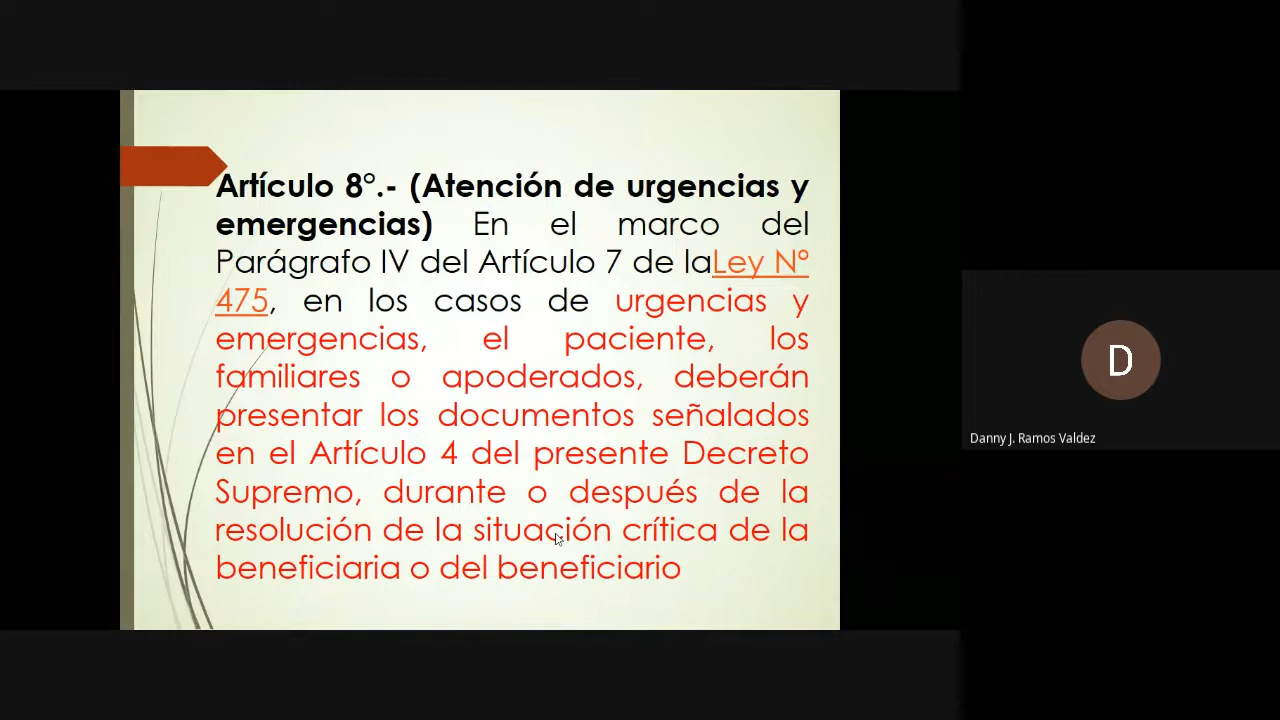 Artículo 8°.- (Atención de urgencias y
emergencias) En el marco del
Parágrafo IV del Artículo 7 de laLey Nº
475, en los casos de urgencias y
emergencias, el paciente, los
familiares o apoderados, deberán
presentar los documentos señalados
en el Artículo 4 del presente Decreto
Supremo, durante o después de la
resolución de la situación crítica de la
beneficiaria o del beneficiario
D
Danny J. Ramos Valdez